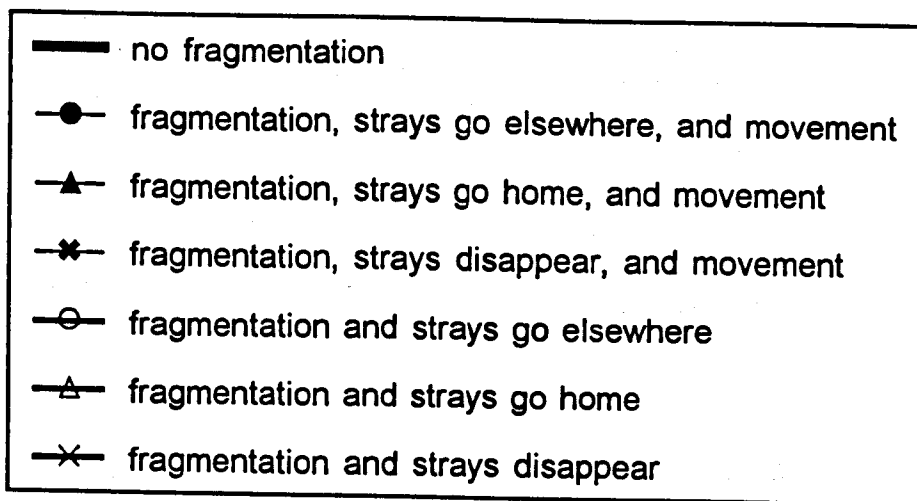 no fragmentation
fragmentation, strays go elsewhere, and movement
fragmentation, strays go home, and movement
fragmentation, strays disappear, and movement
fragmentation and strays go elsewhere
fragmentation and strays go home
fragmentation and strays disappear